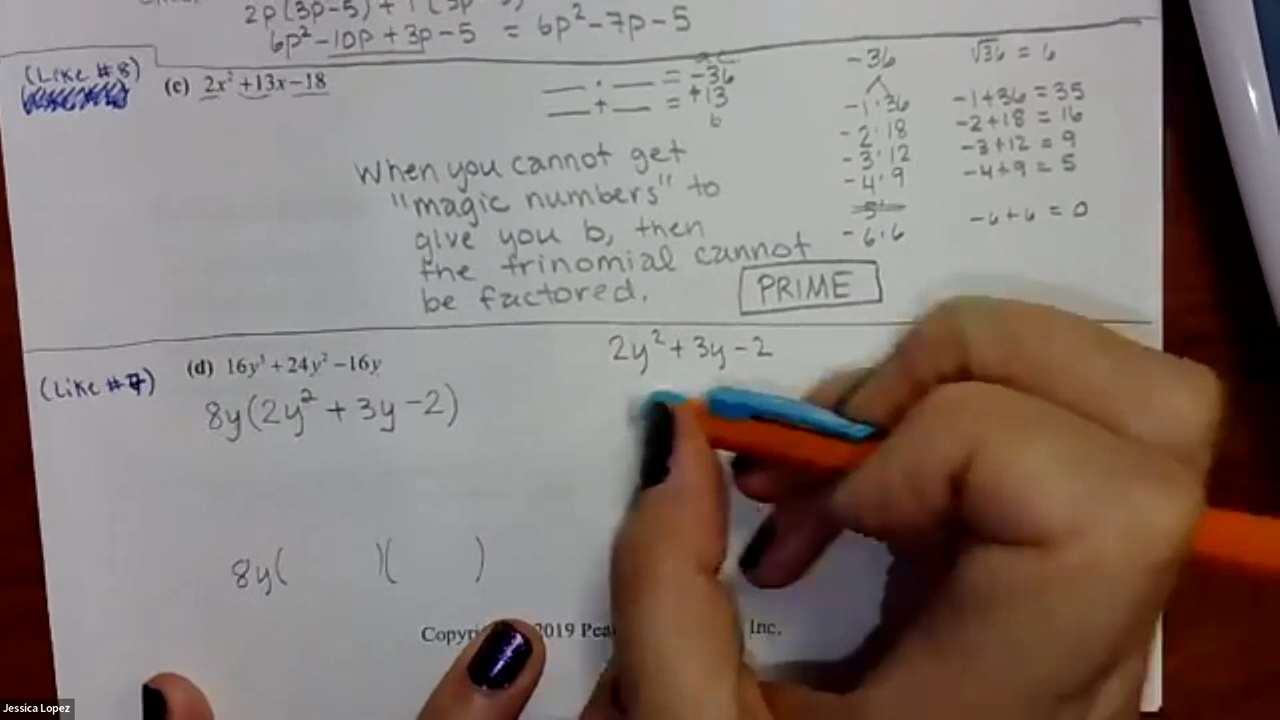 2p(3p-5)+1(3p
6p²-10p+3p-5 = 6p²-7p-5
(Like #8)
(c) 2x² +13x-18
__ · __ = -36
__ + __ = +13
b
When you cannot get
"magic numbers" to
give you b, then
the trinomial cannot
be factored.
PRIME
-36
-1·36
-2·18
-3·12
-4·9
5
-6·6
√36 = 6
-1+36 = 35
-2+18 = 16
-3+12 = 9
-4+9 = 5
-6+6 = 0
(Like #7)
(d) 16y³ +24y² -16y
8y(2y² + 3y -2)
8y( )( )
2y² + 3y - 2
2019 Inc.
Jessica Lopez